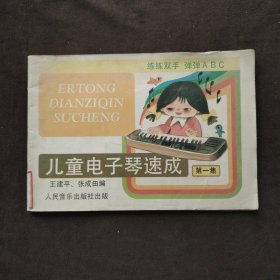 练练双手 弹弹ABC
ERTONG
DIANZIQIN
SUCHENG
儿童电子琴速成
第一集
王建平、张成田编
人民音乐出版社出版